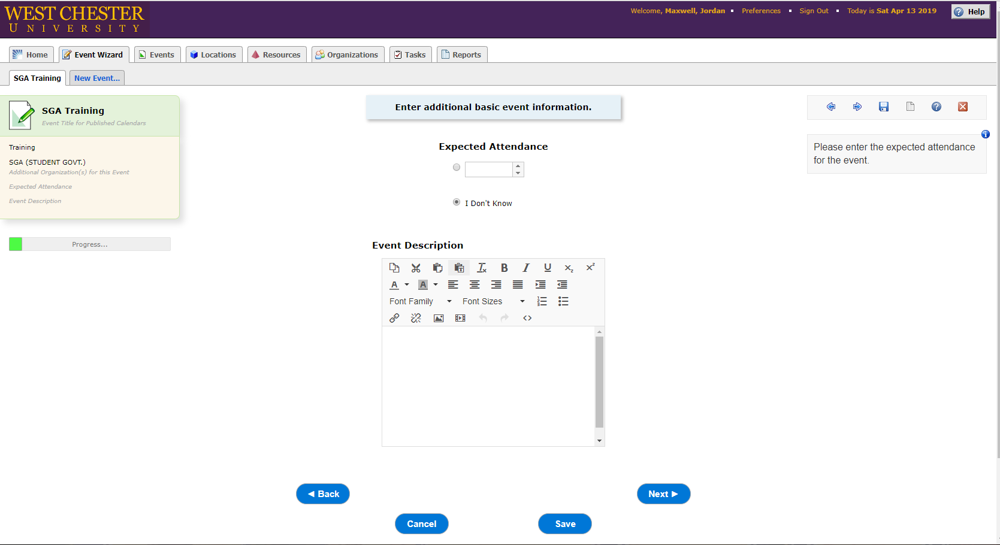 WEST CHESTER
UNIVERSITY
Welcome, Maxwell, Jordan ▪ Preferences ▪ Sign Out ▪ Today is Sat Apr 13 2019
Help
Home
Event Wizard
Events
Locations
Resources
Organizations
Tasks
Reports
SGA Training
New Event...
SGA Training
Event Title for Published Calendars
Training
SGA (STUDENT GOVT.)
Additional Organization(s) for this Event
Expected Attendance
Event Description
Progress...
Enter additional basic event information.
Expected Attendance
I Don't Know
Event Description
Font Family
Font Sizes
Please enter the expected attendance
for the event.
◄ Back
Next ►
Cancel
Save